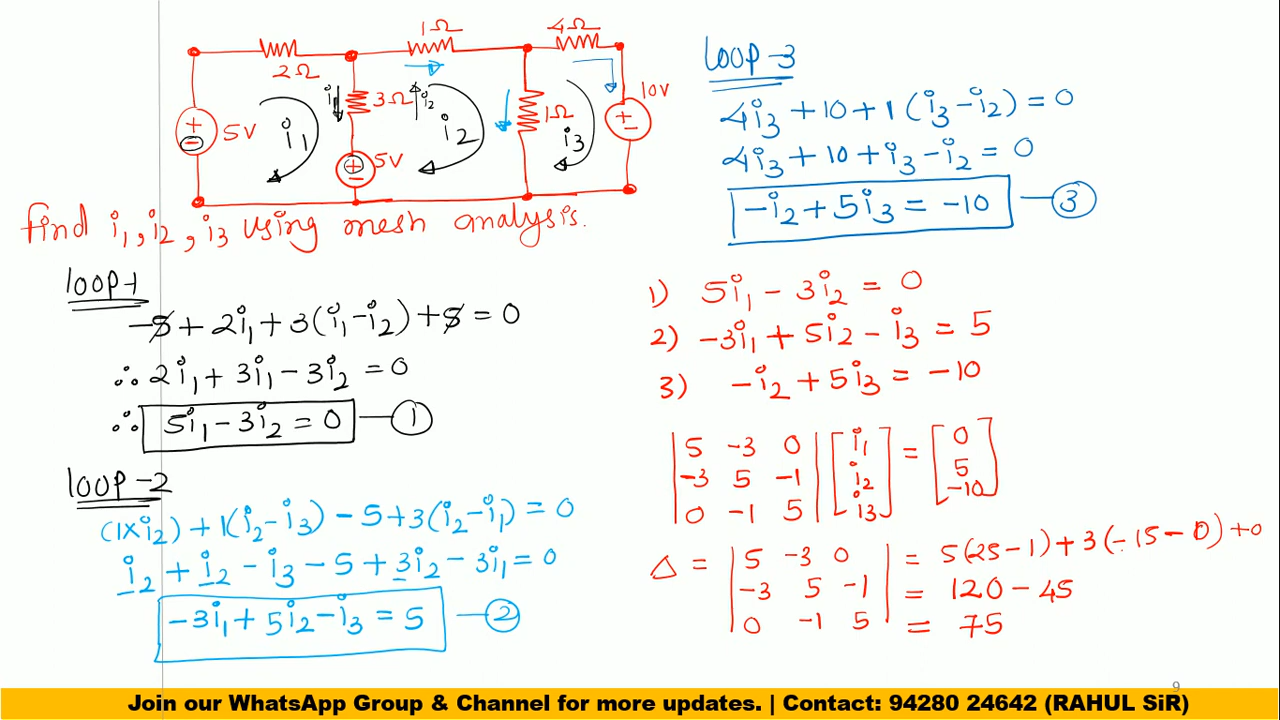 2Ω
1Ω
4Ω
5V
i1
i1
3Ω
i2
5V
i2
1Ω
i3
10V
find i1, i2, i3 using mesh analysis.
loop-1
-5 + 2i1 + 3(i1 - i2) + 5 = 0
∴ 2i1 + 3i1 - 3i2 = 0
∴ 5i1 - 3i2 = 0 — ①
loop-2
(1×i2) + 1(i2 - i3) - 5 + 3(i2 - i1) = 0
i2 + i2 - i3 - 5 + 3i2 - 3i1 = 0
-3i1 + 5i2 - i3 = 5 — ②
loop-3
4i3 + 10 + 1(i3 - i2) = 0
4i3 + 10 + i3 - i2 = 0
-i2 + 5i3 = -10 — ③
1) 5i1 - 3i2 = 0
2) -3i1 + 5i2 - i3 = 5
3) -i2 + 5i3 = -10
| 5 -3 0 | [ i1 ] = [ 0 ]
| -3 5 -1 | [ i2 ] [ 5 ]
| 0 -1 5 | [ i3 ] [ -10 ]
Δ = | 5 -3 0 | = 5(25 - 1) + 3(-15 - 0) + 0
| -3 5 -1 | = 120 - 45
| 0 -1 5 | = 75
9
Join our WhatsApp Group & Channel for more updates. | Contact: 94280 24642 (RAHUL SiR)